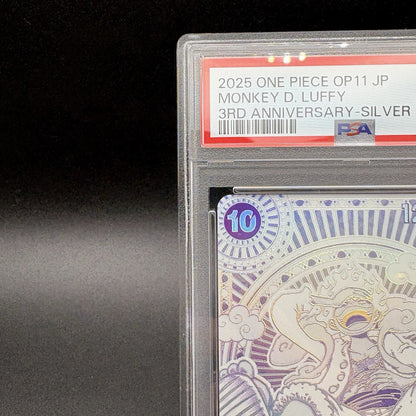 2025 ONE PIECE OP11 JP
MONKEY D. LUFFY
3RD ANNIVERSARY-SILVER
PSA
10